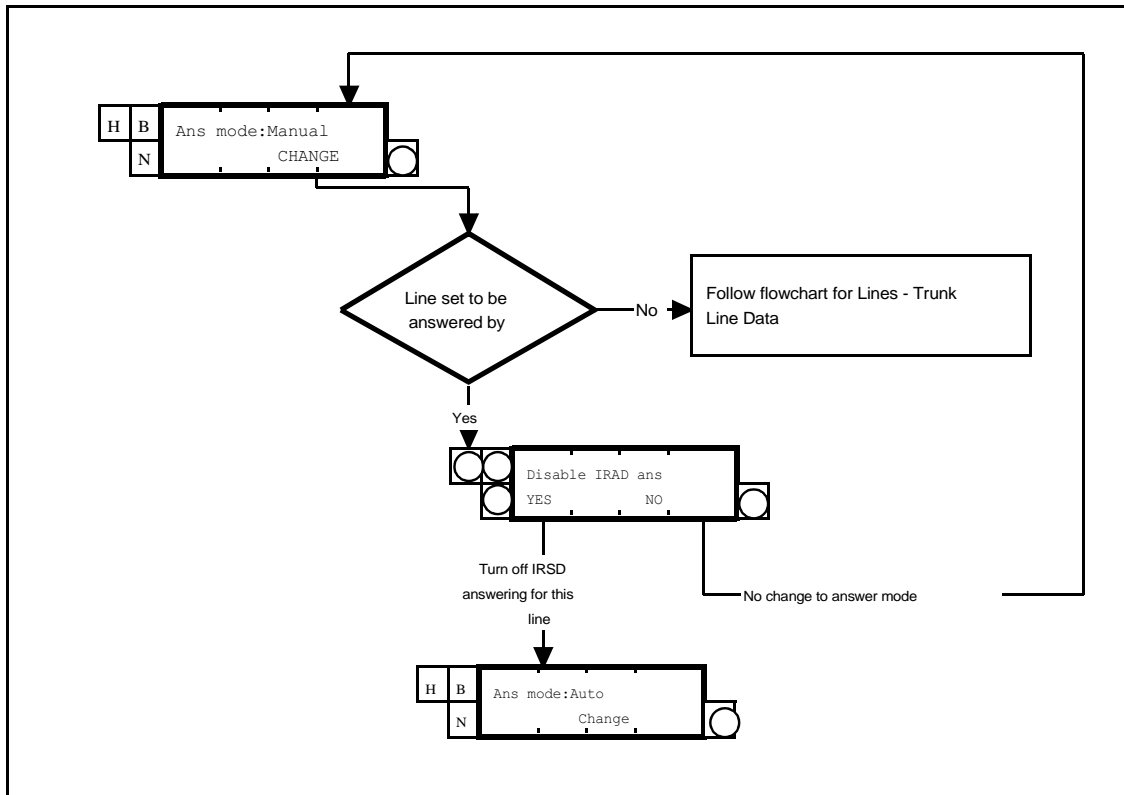 H B
Ans mode:Manual
N
CHANGE
Line set to be
answered by
No
Follow flowchart for Lines - Trunk
Line Data
Yes
Disable IRAD ans
YES NO
Turn off IRSD
answering for this
line
No change to answer mode
H B
Ans mode:Auto
N
Change